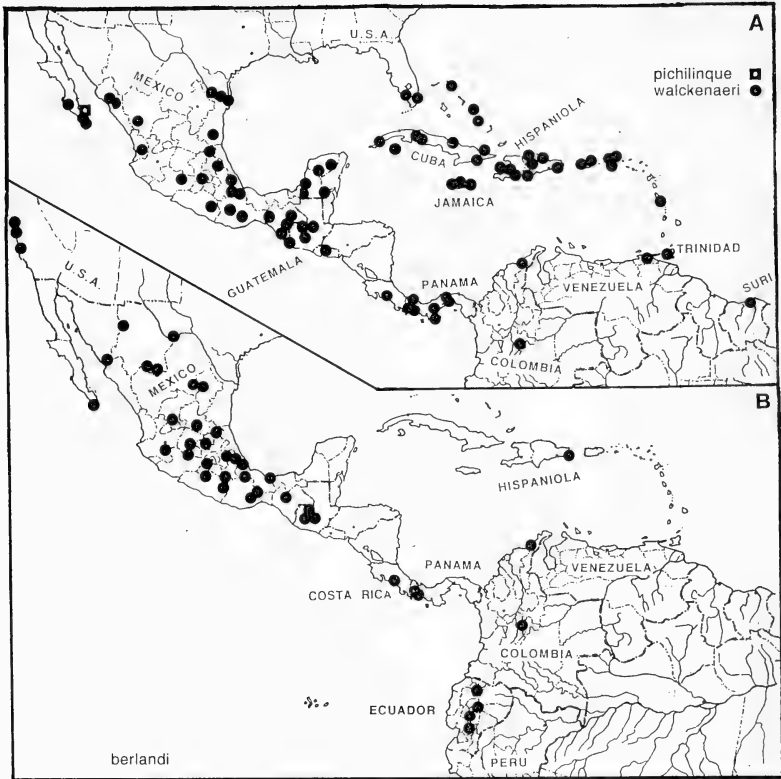 A
U.S.A.
pichilinque
walckenaeri
MEXICO
HISPANIOLA
CUBA
JAMAICA
GUATEMALA
TRINIDAD
PANAMA
VENEZUELA
SURI
COLOMBIA
U.S.A.
B
MEXICO
HISPANIOLA
PANAMA
VENEZUELA
COSTA RICA
COLOMBIA
ECUADOR
PERU
berlandi